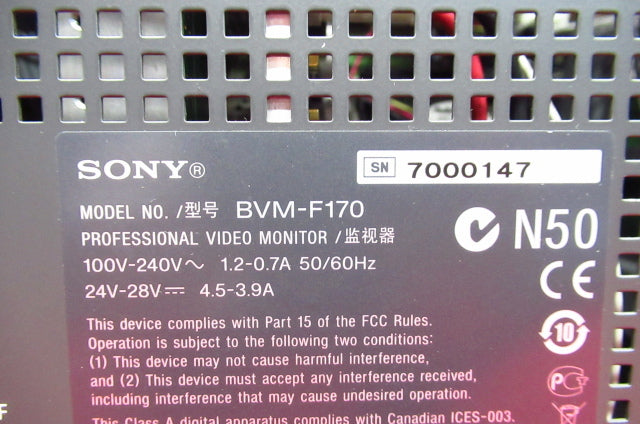 SONY®
SN 7000147
MODEL NO. /型号 BVM-F170
PROFESSIONAL VIDEO MONITOR /监视器
N50
100V-240V～ 1.2-0.7A 50/60Hz
CE
24V-28V⎓ 4.5-3.9A
This device complies with Part 15 of the FCC Rules.
10
Operation is subject to the following two conditions:
(1) This device may not cause harmful interference,
and (2) This device must accept any interference received,
including interference that may cause undesired operation.
This Class A digital apparatus complies with Canadian ICES-003.
F